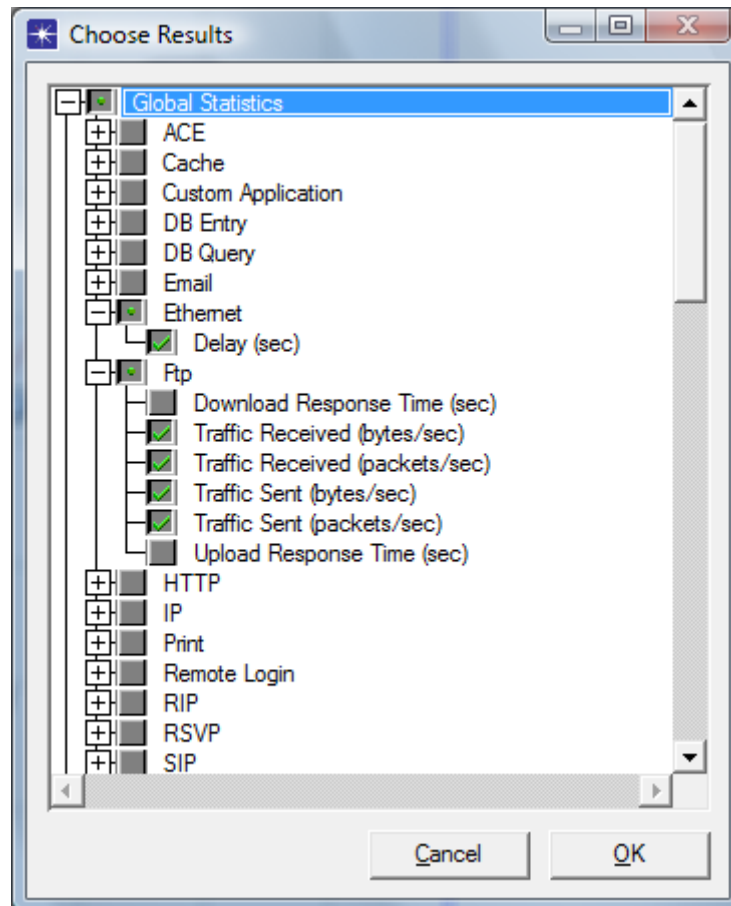 Choose Results
Global Statistics
ACE
Cache
Custom Application
DB Entry
DB Query
Email
Ethernet
Delay (sec)
Ftp
Download Response Time (sec)
Traffic Received (bytes/sec)
Traffic Received (packets/sec)
Traffic Sent (bytes/sec)
Traffic Sent (packets/sec)
Upload Response Time (sec)
HTTP
IP
Print
Remote Login
RIP
RSVP
SIP
Cancel OK